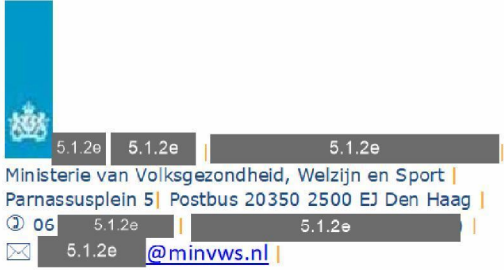 5.1.2e 5.1.2e | 5.1.2e |
Ministerie van Volksgezondheid, Welzijn en Sport |
Parnassusplein 5| Postbus 20350 2500 EJ Den Haag |
06 5.1.2e | 5.1.2e ) |
5.1.2e @minvws.nl |